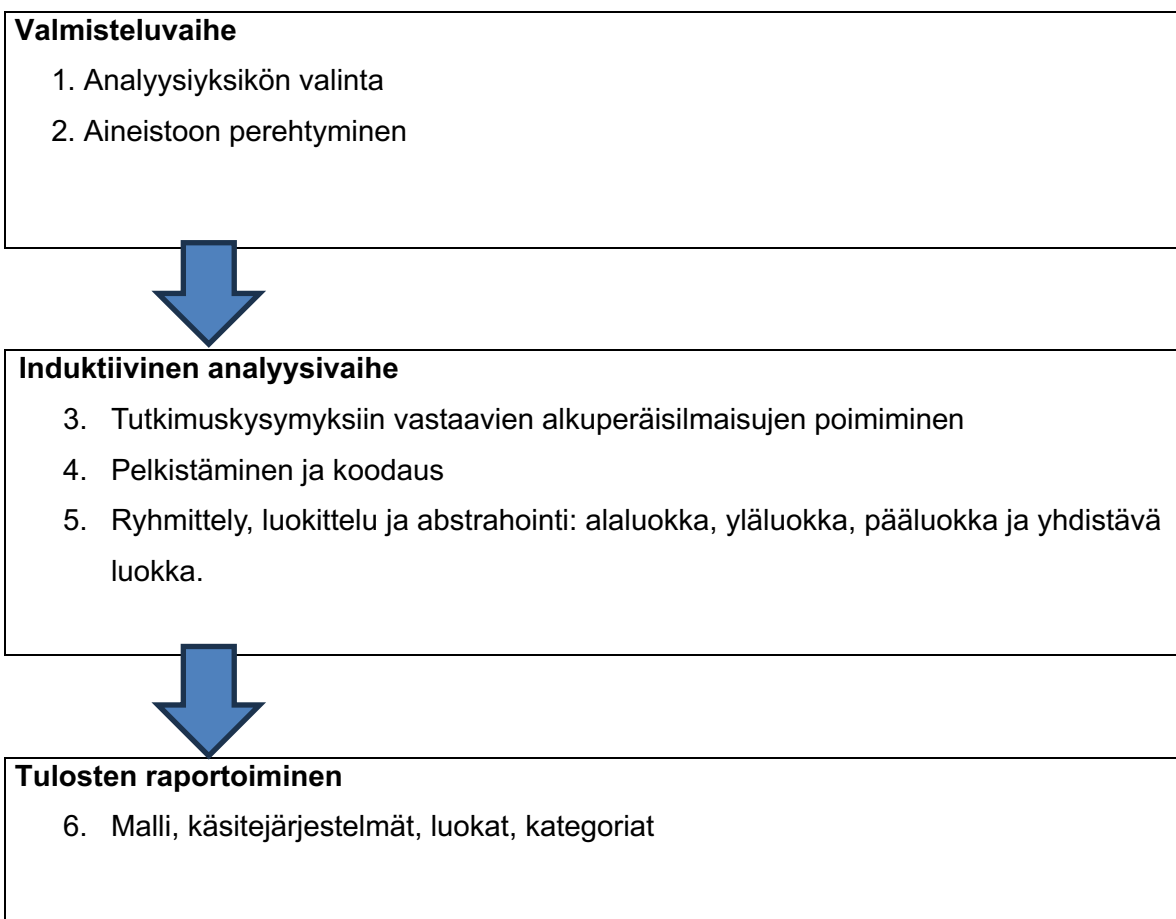 Valmisteluvaihe
1. Analyysiyksikön valinta
2. Aineistoon perehtyminen
Induktiivinen analyysivaihe
3. Tutkimuskysymyksiin vastaavien alkuperäisilmaisujen poimiminen
4. Pelkistäminen ja koodaus
5. Ryhmittely, luokittelu ja abstrahointi: alaluokka, yläluokka, pääluokka ja yhdistävä
luokka.
Tulosten raportoiminen
6. Malli, käsitejärjestelmät, luokat, kategoriat